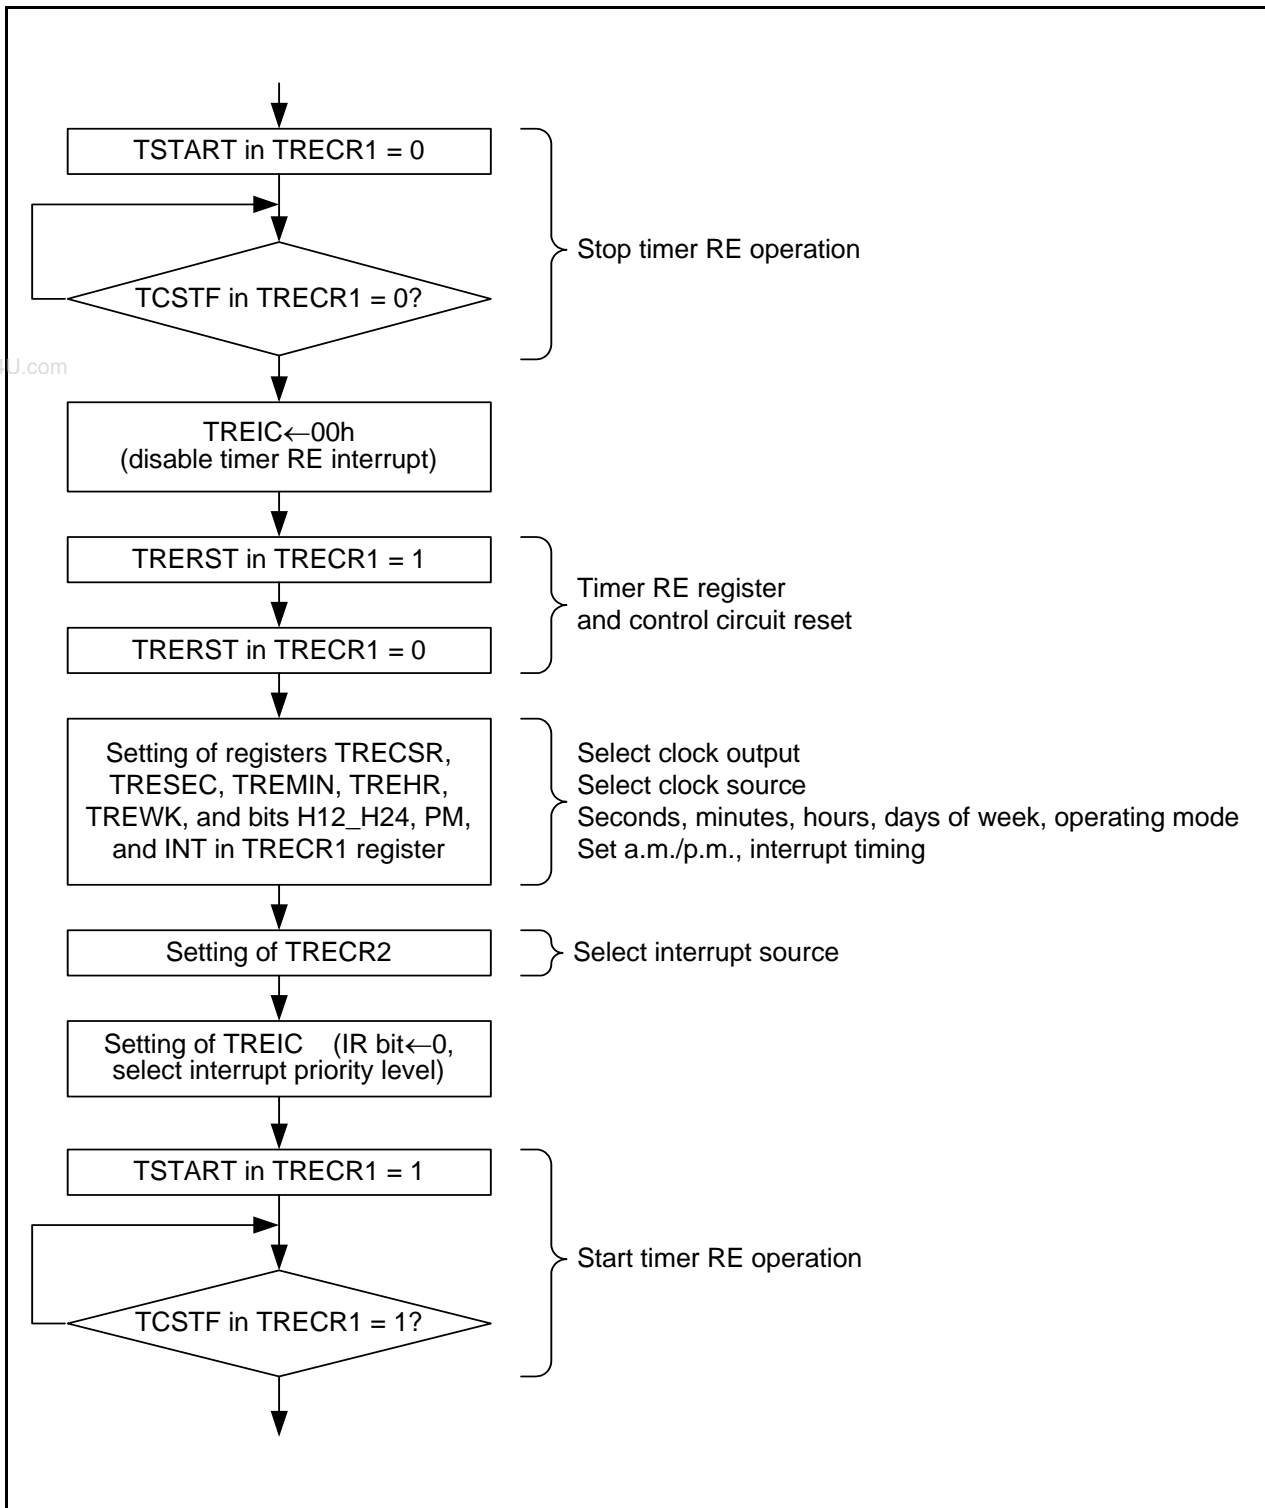 TSTART in TRECR1 = 0
TCSTF in TRECR1 = 0?
Stop timer RE operation
4U.com
TREIC←00h
(disable timer RE interrupt)
TRERST in TRECR1 = 1
TRERST in TRECR1 = 0
Timer RE register
and control circuit reset
Setting of registers TRECSR,
TRESEC, TREMIN, TREHR,
TREWK, and bits H12_H24, PM,
and INT in TRECR1 register
Select clock output
Select clock source
Seconds, minutes, hours, days of week, operating mode
Set a.m./p.m., interrupt timing
Setting of TRECR2
Select interrupt source
Setting of TREIC (IR bit←0,
select interrupt priority level)
TSTART in TRECR1 = 1
TCSTF in TRECR1 = 1?
Start timer RE operation